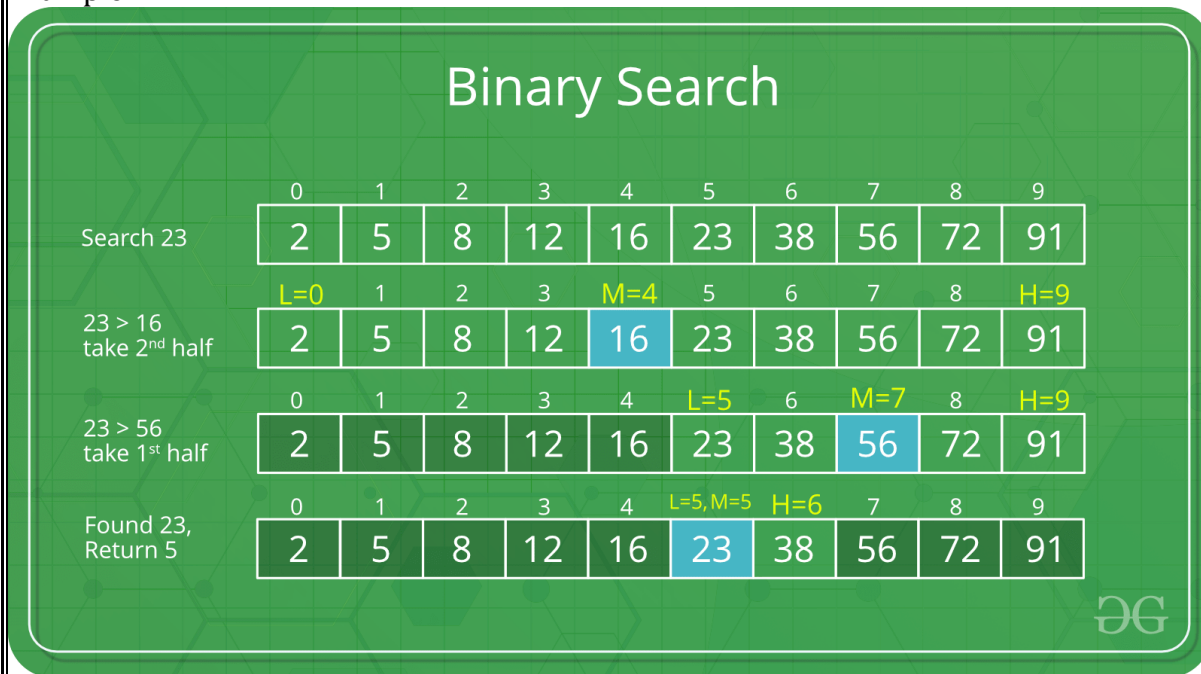 Binary Search
0 1 2 3 4 5 6 7 8 9
Search 23 2 5 8 12 16 23 38 56 72 91
L=0 1 2 3 M=4 5 6 7 8 H=9
23 > 16
take 2nd half 2 5 8 12 16 23 38 56 72 91
0 1 2 3 4 L=5 6 M=7 8 H=9
23 > 56
take 1st half 2 5 8 12 16 23 38 56 72 91
0 1 2 3 4 L=5, M=5 H=6 7 8 9
Found 23,
Return 5 2 5 8 12 16 23 38 56 72 91